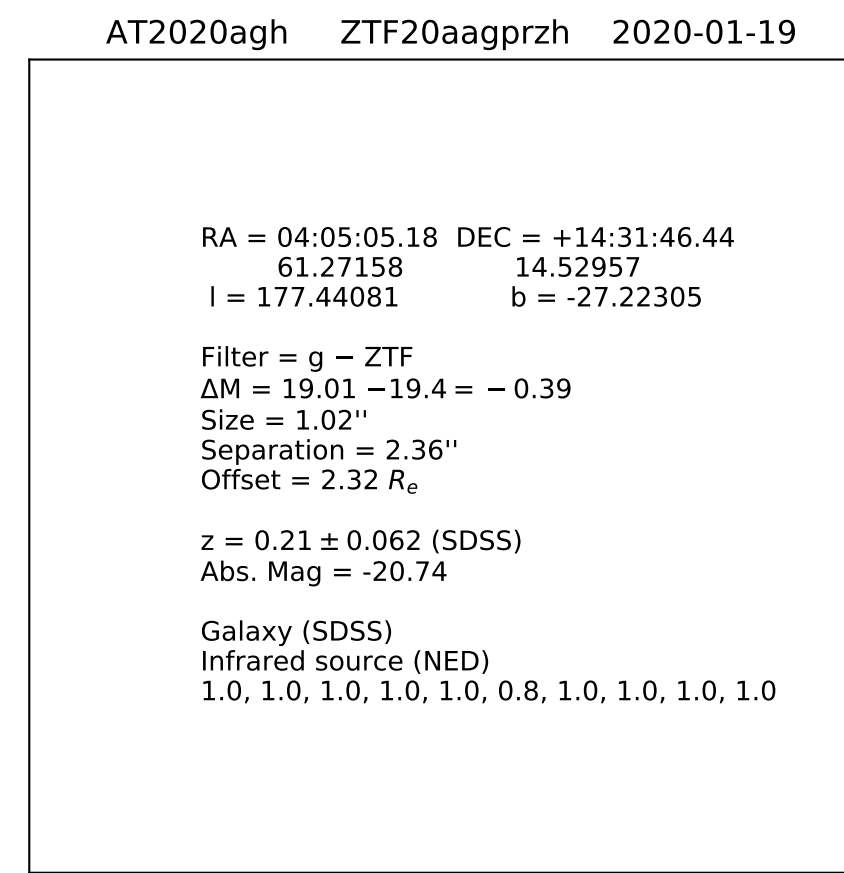 AT2020agh ZTF20aagprzh 2020-01-19
RA = 04:05:05.18 DEC = +14:31:46.44
61.27158 14.52957
l = 177.44081 b = -27.22305
Filter = g − ZTF
ΔM = 19.01 −19.4 = − 0.39
Size = 1.02''
Separation = 2.36''
Offset = 2.32 Rₑ
z = 0.21 ± 0.062 (SDSS)
Abs. Mag = -20.74
Galaxy (SDSS)
Infrared source (NED)
1.0, 1.0, 1.0, 1.0, 1.0, 0.8, 1.0, 1.0, 1.0, 1.0